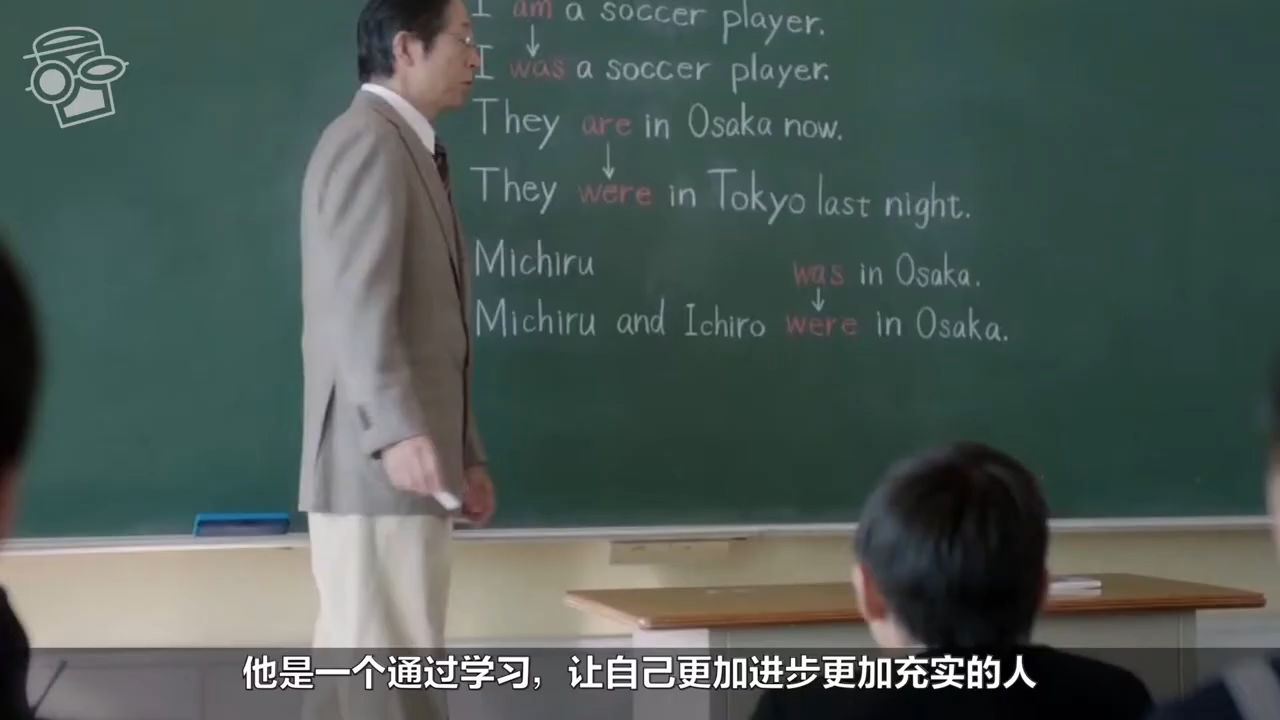 I am a soccer player.
I was a soccer player.
They are in Osaka now.
They were in Tokyo last night.
Michiru was in Osaka.
Michiru and Ichiro were in Osaka.
他是一个通过学习，让自己更加进步更加充实的人